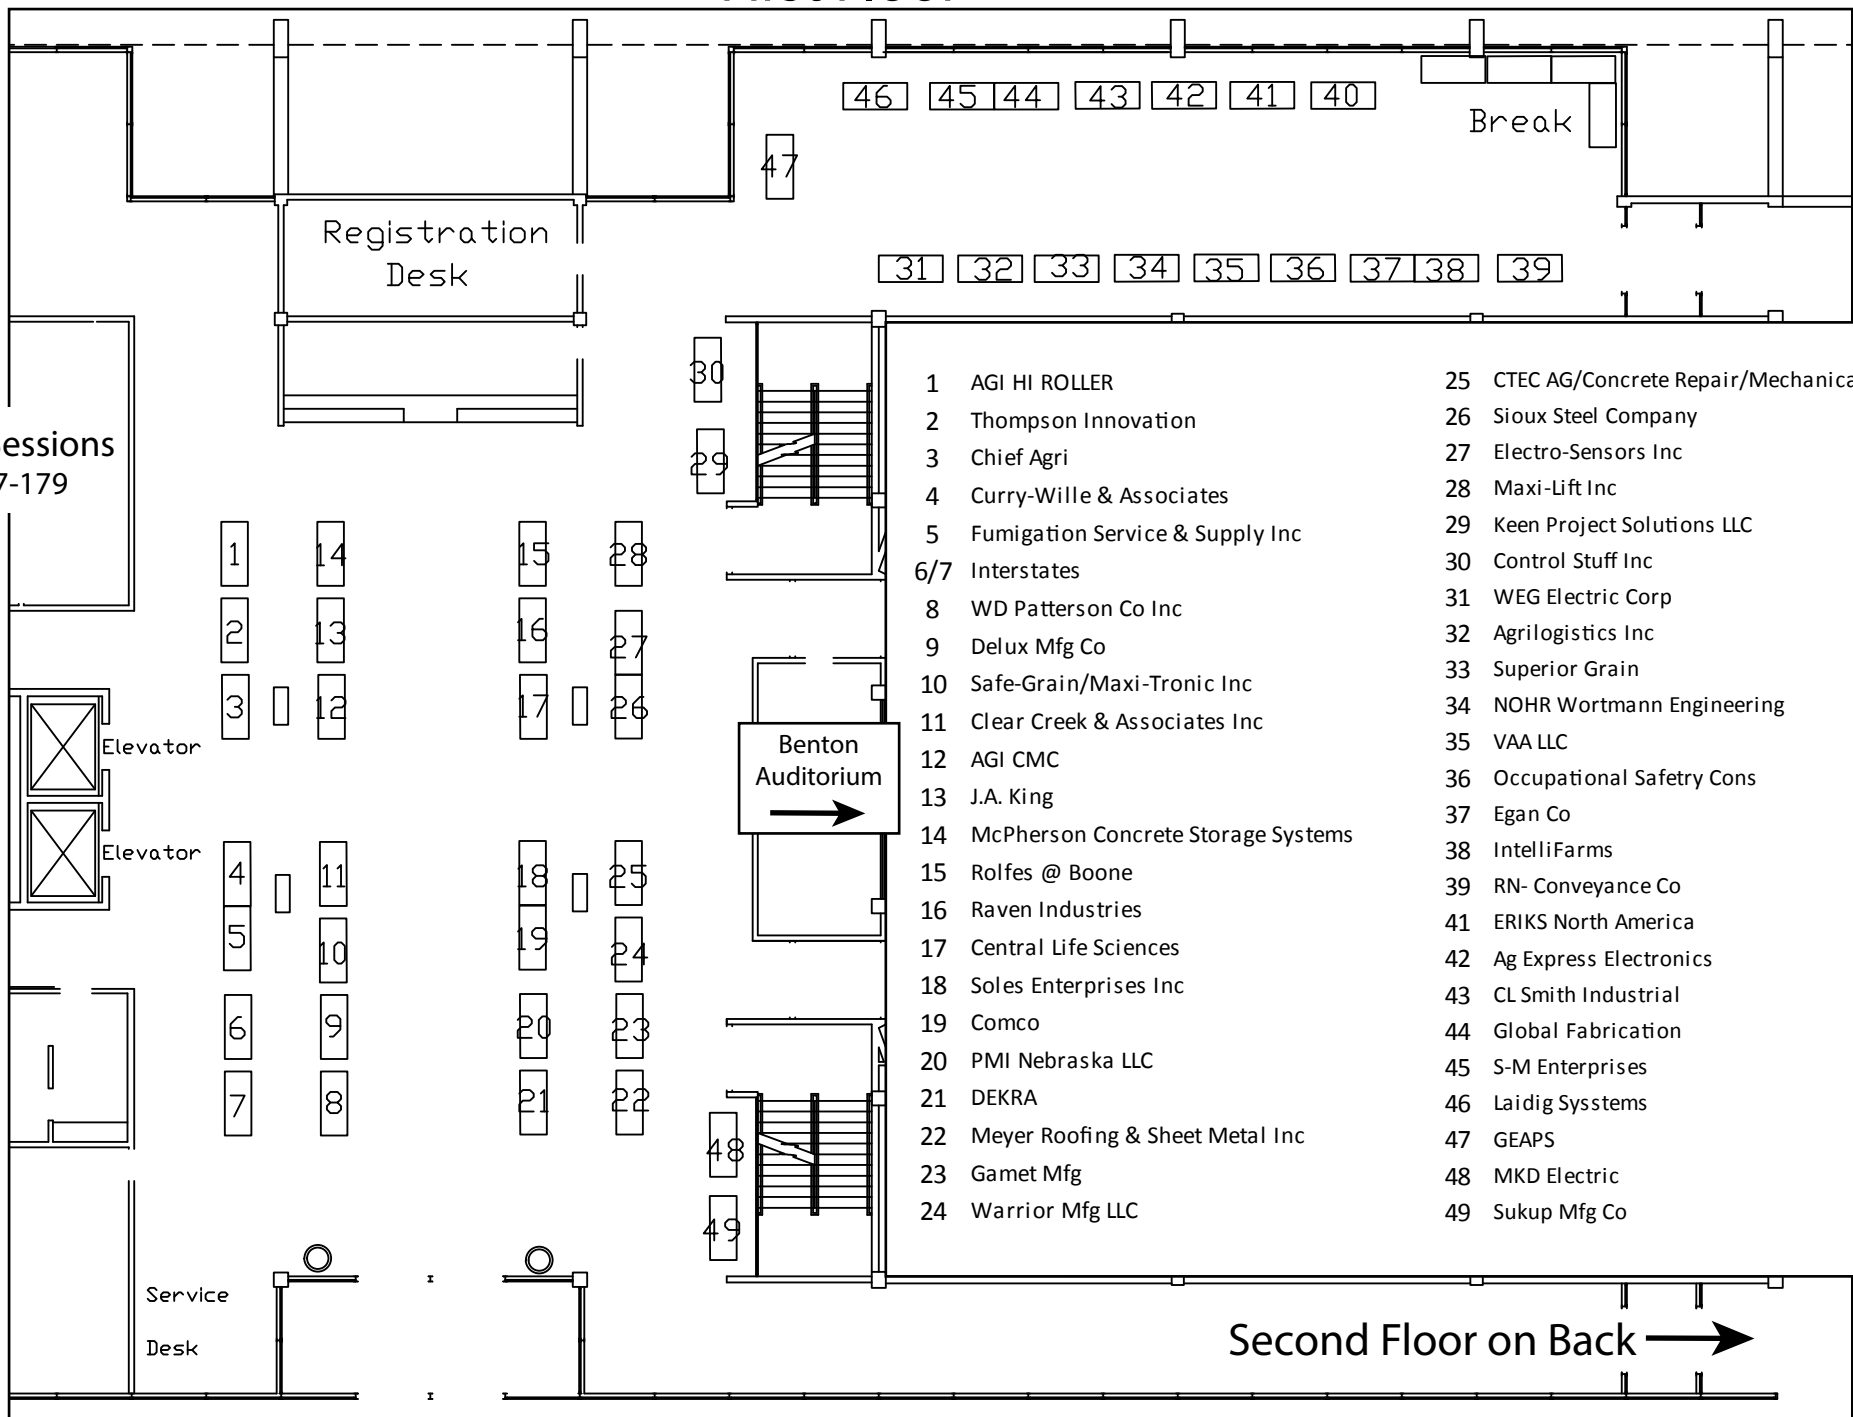 46 45 44 43 42 41 40
Break
47
Registration
Desk
31 32 33 34 35 36 37 38 39
30
29
essions
7-179
1 14 15 28
2 13 16 27
3 12 17 26
Elevator
Elevator
Benton
Auditorium
4 11 18 25
5 10 19 24
6 9 20 23
7 8 21 22
48
49
Service
Desk
1 AGI HI ROLLER
2 Thompson Innovation
3 Chief Agri
4 Curry-Wille & Associates
5 Fumigation Service & Supply Inc
6/7 Interstates
8 WD Patterson Co Inc
9 Delux Mfg Co
10 Safe-Grain/Maxi-Tronic Inc
11 Clear Creek & Associates Inc
12 AGI CMC
13 J.A. King
14 McPherson Concrete Storage Systems
15 Rolfes @ Boone
16 Raven Industries
17 Central Life Sciences
18 Soles Enterprises Inc
19 Comco
20 PMI Nebraska LLC
21 DEKRA
22 Meyer Roofing & Sheet Metal Inc
23 Gamet Mfg
24 Warrior Mfg LLC
25 CTEC AG/Concrete Repair/Mechanica
26 Sioux Steel Company
27 Electro-Sensors Inc
28 Maxi-Lift Inc
29 Keen Project Solutions LLC
30 Control Stuff Inc
31 WEG Electric Corp
32 Agrilogistics Inc
33 Superior Grain
34 NOHR Wortmann Engineering
35 VAA LLC
36 Occupational Safetry Cons
37 Egan Co
38 IntelliFarms
39 RN- Conveyance Co
41 ERIKS North America
42 Ag Express Electronics
43 CL Smith Industrial
44 Global Fabrication
45 S-M Enterprises
46 Laidig Sysstems
47 GEAPS
48 MKD Electric
49 Sukup Mfg Co
Second Floor on Back